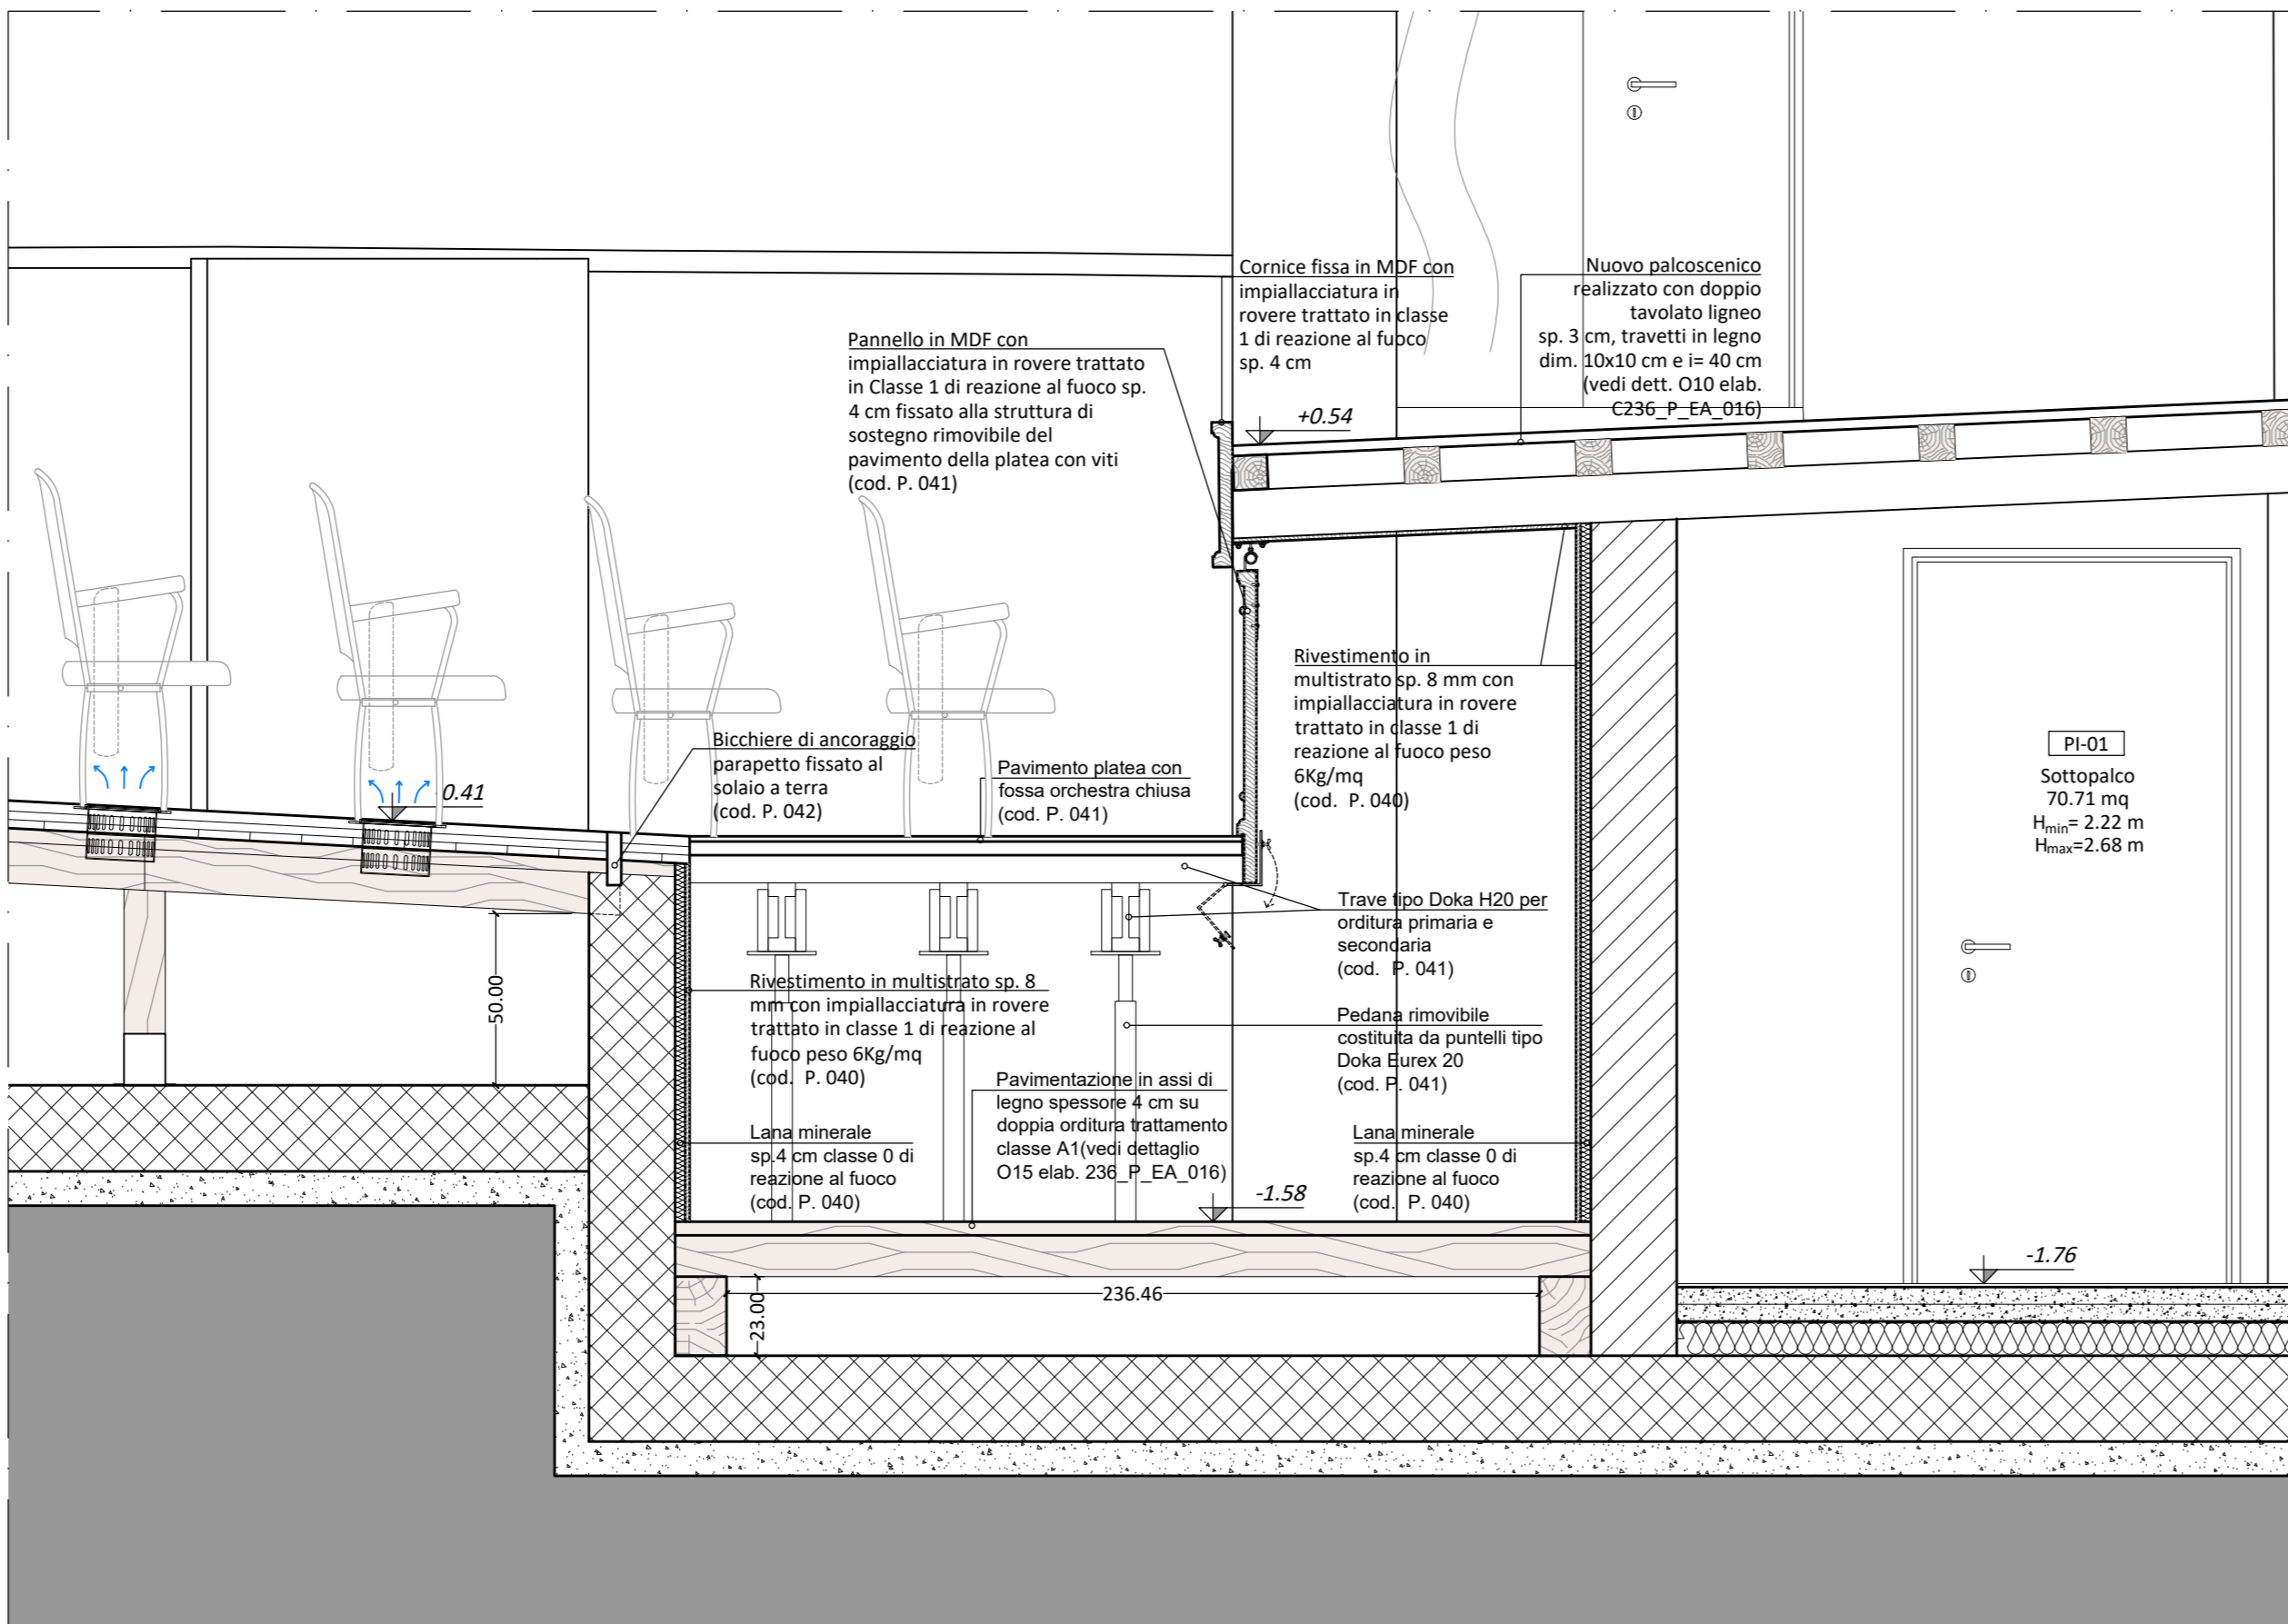 Cornice fissa in MDF con
impiallacciatura in
rovere trattato in classe
1 di reazione al fuoco
sp. 4 cm
Nuovo palcoscenico
realizzato con doppio
tavolato ligneo
sp. 3 cm, travetti in legno
dim. 10x10 cm e i= 40 cm
(vedi dett. O10 elab.
C236_P_EA_016)
Pannello in MDF con
impiallacciatura in rovere trattato
in Classe 1 di reazione al fuoco sp.
4 cm fissato alla struttura di
sostegno rimovibile del
pavimento della platea con viti
(cod. P. 041)
+0.54
Rivestimento in
multistrato sp. 8 mm con
impiallacciatura in rovere
trattato in classe 1 di
reazione al fuoco peso
6Kg/mq
(cod. P. 040)
Bicchiere di ancoraggio
parapetto fissato al
solaio a terra
(cod. P. 042)
Pavimento platea con
fossa orchestra chiusa
(cod. P. 041)
0.41
PI-01
Sottopalco
70.71 mq
Hmin= 2.22 m
Hmax=2.68 m
Trave tipo Doka H20 per
orditura primaria e
secondaria
(cod. P. 041)
50.00
Rivestimento in multistrato sp. 8
mm con impiallacciatura in rovere
trattato in classe 1 di reazione al
fuoco peso 6Kg/mq
(cod. P. 040)
Pedana rimovibile
costituita da puntelli tipo
Doka Eurex 20
(cod. P. 041)
Pavimentazione in assi di
legno spessore 4 cm su
doppia orditura trattamento
classe A1(vedi dettaglio
O15 elab. 236_P_EA_016)
Lana minerale
sp.4 cm classe 0 di
reazione al fuoco
(cod. P. 040)
Lana minerale
sp.4 cm classe 0 di
reazione al fuoco
(cod. P. 040)
-1.58
-1.76
236.46
23.00